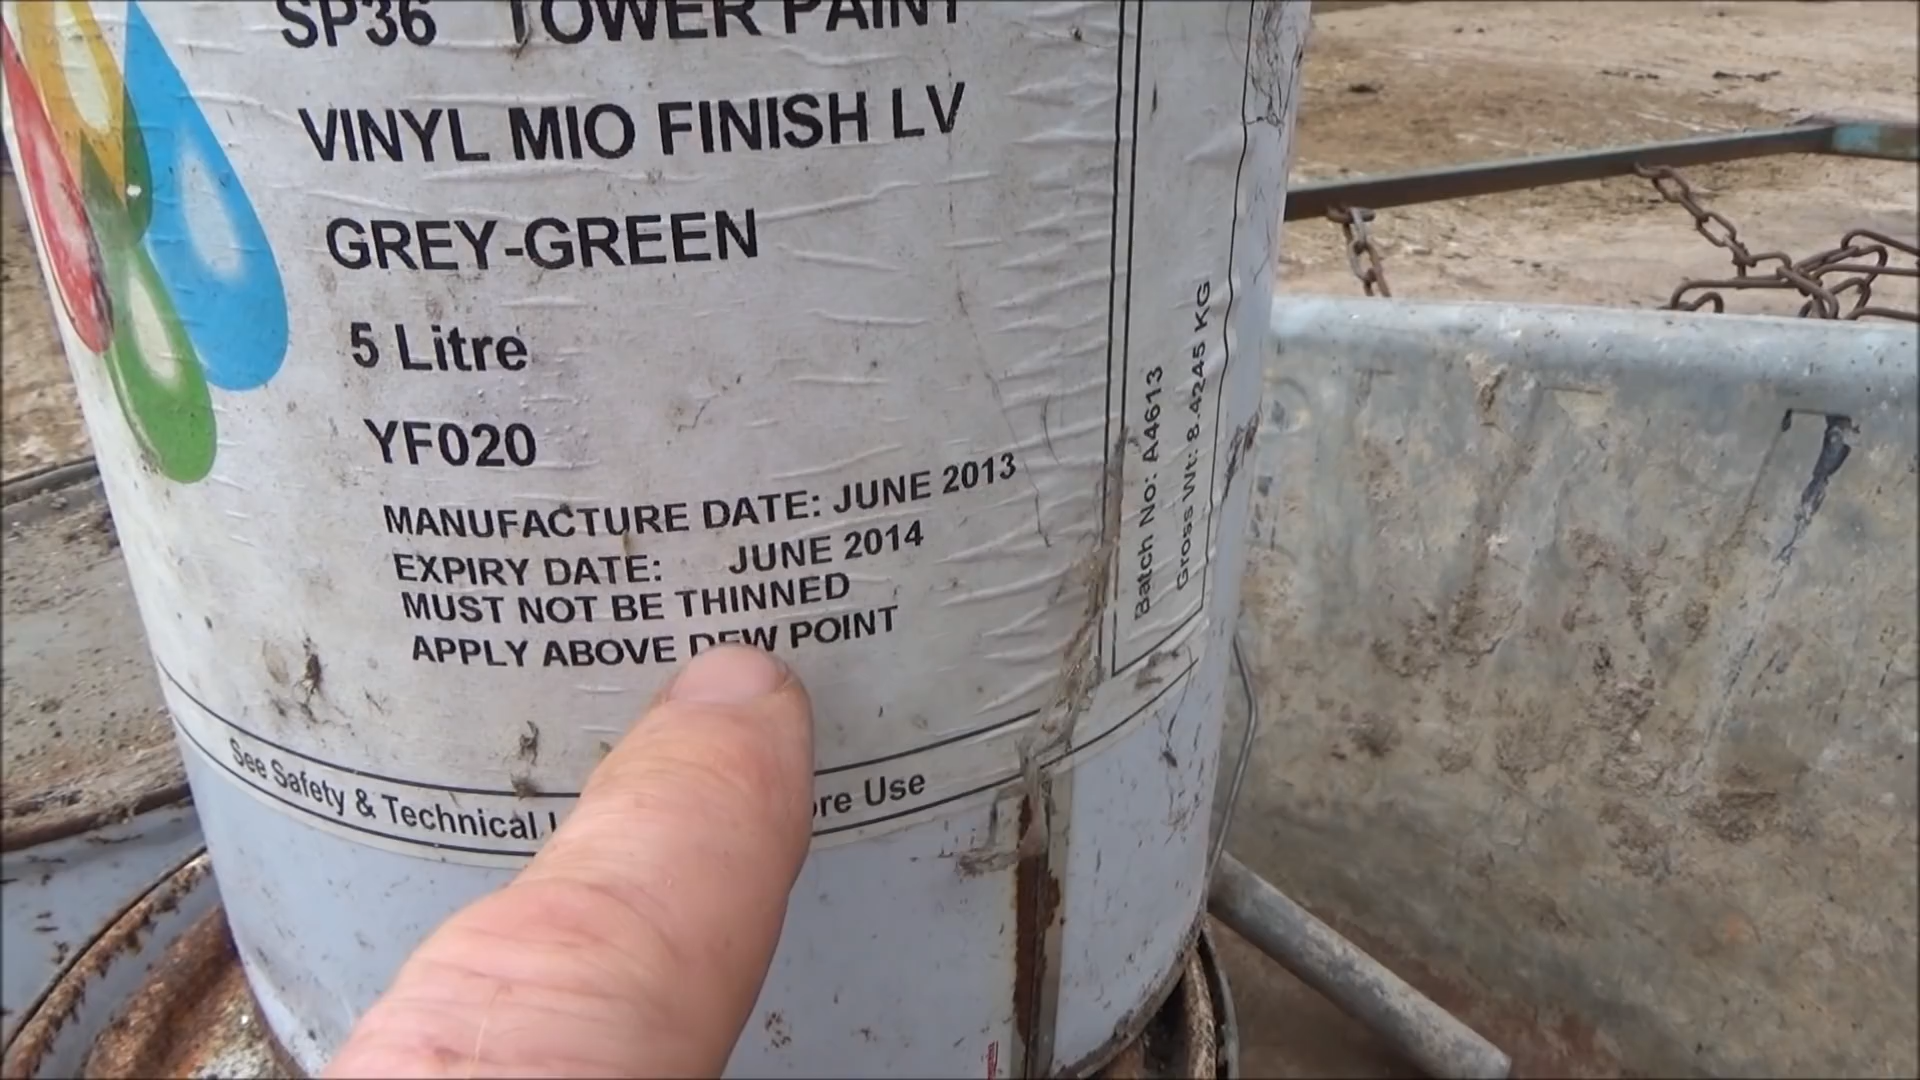 SP36 TOWER PAINT
VINYL MIO FINISH LV
GREY-GREEN
5 Litre
YF020
MANUFACTURE DATE: JUNE 2013
EXPIRY DATE: JUNE 2014
MUST NOT BE THINNED
APPLY ABOVE DEW POINT
See Safety & Technical
Use
Batch No: A4613
Gross Wt: 8.4245 KG